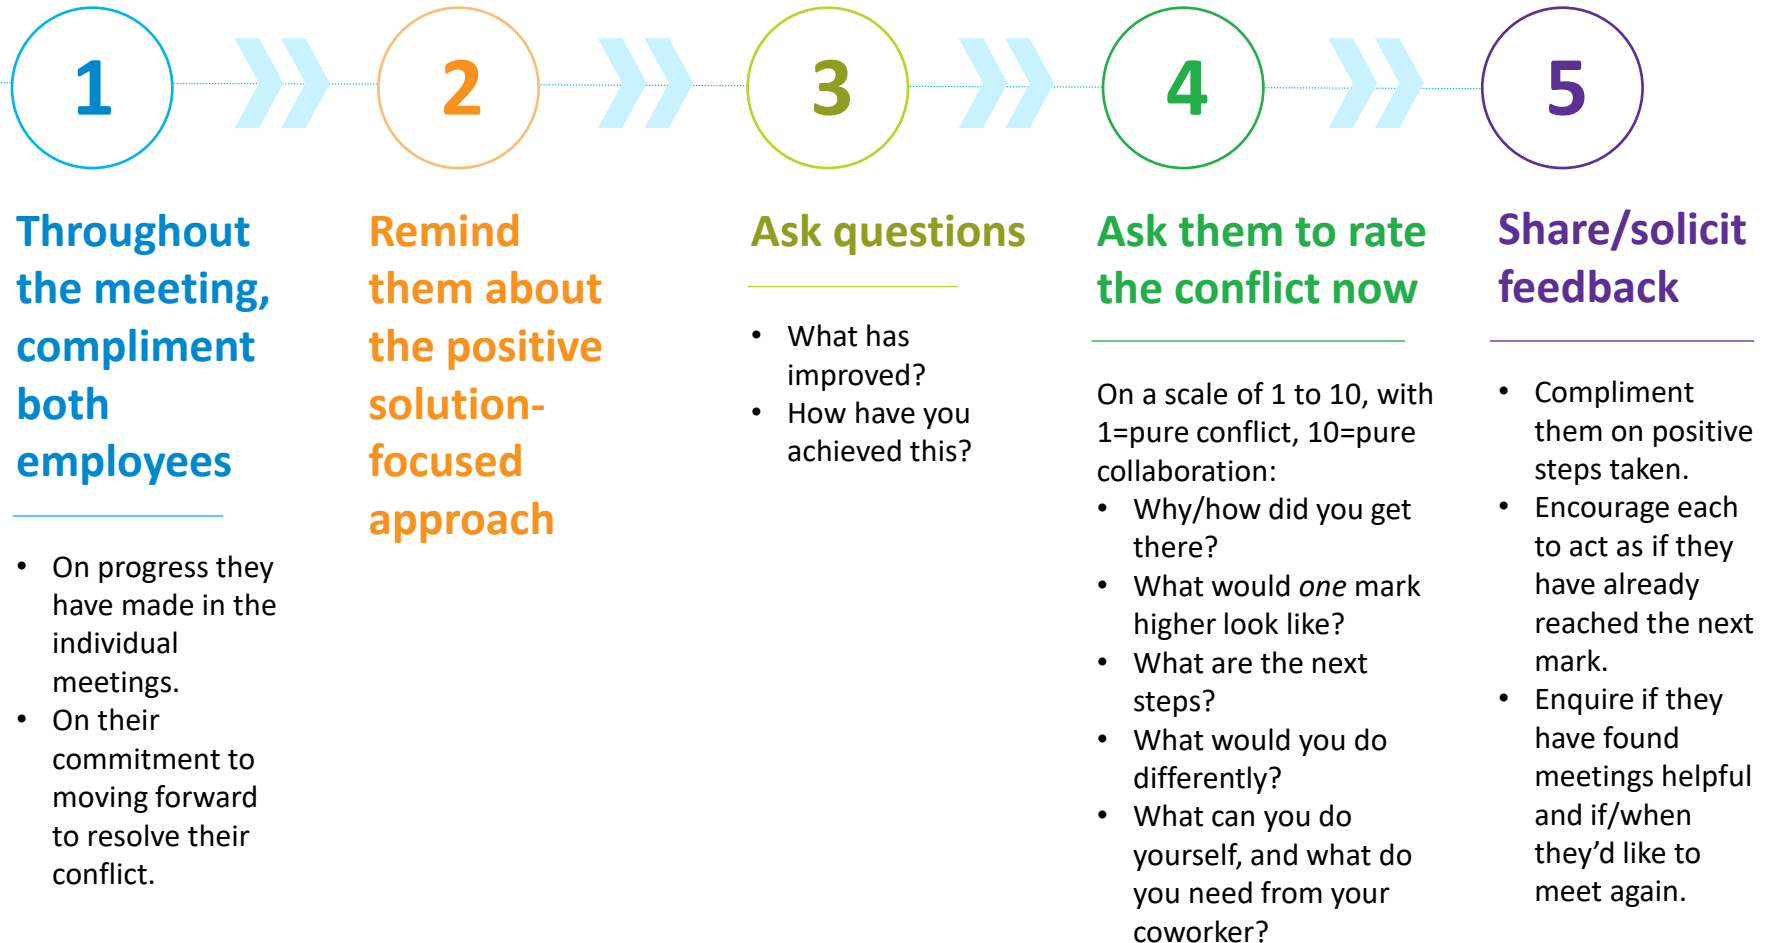 1
Throughout
the meeting,
compliment
both
employees
• On progress they
have made in the
individual
meetings.
• On their
commitment to
moving forward
to resolve their
conflict.
2
Remind
them about
the positive
solution-
focused
approach
3
Ask questions
• What has
improved?
• How have you
achieved this?
4
Ask them to rate
the conflict now
On a scale of 1 to 10, with
1=pure conflict, 10=pure
collaboration:
• Why/how did you get
there?
• What would one mark
higher look like?
• What are the next
steps?
• What would you do
differently?
• What can you do
yourself, and what do
you need from your
coworker?
5
Share/solicit
feedback
• Compliment
them on positive
steps taken.
• Encourage each
to act as if they
have already
reached the next
mark.
• Enquire if they
have found
meetings helpful
and if/when
they’d like to
meet again.